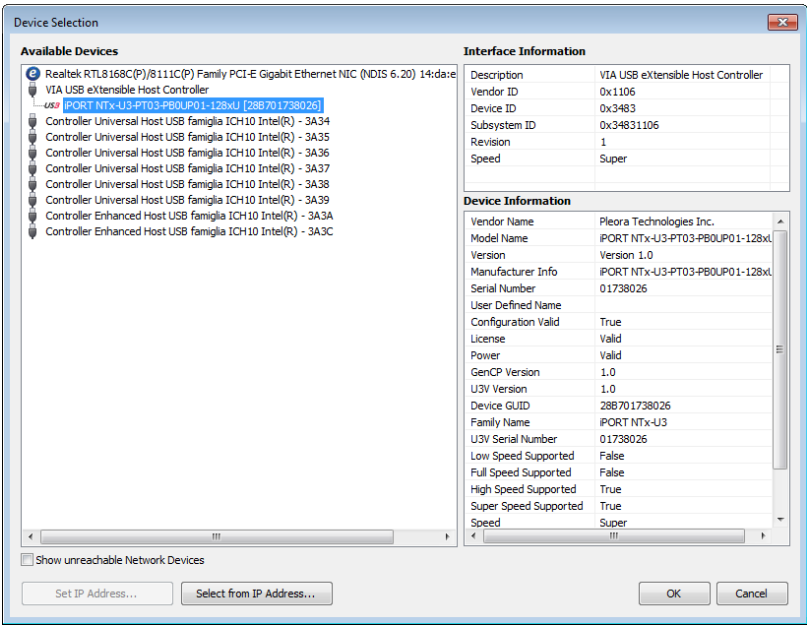 Device Selection
Available Devices
Realtek RTL8168C(P)/8111C(P) Family PCI-E Gigabit Ethernet NIC (NDIS 6.20) 14:da:e
VIA USB eXtensible Host Controller
US3 iPORT NTx-U3-PT03-PB0UP01-128xU [28B701738026]
Controller Universal Host USB famiglia ICH10 Intel(R) - 3A34
Controller Universal Host USB famiglia ICH10 Intel(R) - 3A35
Controller Universal Host USB famiglia ICH10 Intel(R) - 3A36
Controller Universal Host USB famiglia ICH10 Intel(R) - 3A37
Controller Universal Host USB famiglia ICH10 Intel(R) - 3A38
Controller Universal Host USB famiglia ICH10 Intel(R) - 3A39
Controller Enhanced Host USB famiglia ICH10 Intel(R) - 3A3A
Controller Enhanced Host USB famiglia ICH10 Intel(R) - 3A3C
Show unreachable Network Devices
Set IP Address...
Select from IP Address...
Interface Information
Description VIA USB eXtensible Host Controller
Vendor ID 0x1106
Device ID 0x3483
Subsystem ID 0x34831106
Revision 1
Speed Super
Device Information
Vendor Name Pleora Technologies Inc.
Model Name iPORT NTx-U3-PT03-PB0UP01-128xU
Version Version 1.0
Manufacturer Info iPORT NTx-U3-PT03-PB0UP01-128xU
Serial Number 01738026
User Defined Name
Configuration Valid True
License Valid
Power Valid
GenCP Version 1.0
U3V Version 1.0
Device GUID 28B701738026
Family Name iPORT NTx-U3
U3V Serial Number 01738026
Low Speed Supported False
Full Speed Supported False
High Speed Supported True
Super Speed Supported True
Speed Super
OK
Cancel